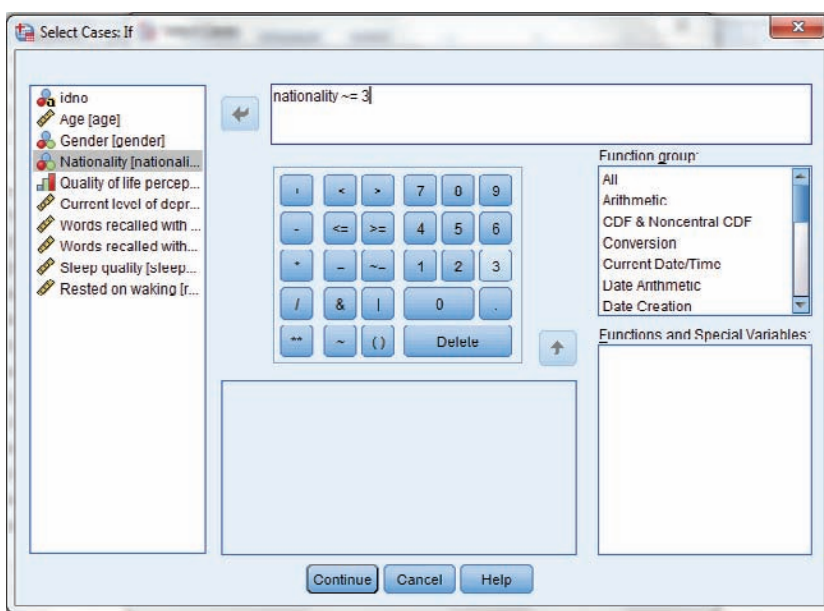 Select Cases: If
idno
Age [age]
Gender [gender]
Nationality [nationali...
Quality of life percep...
Current level of depr...
Words recalled with ...
Words recalled with...
Sleep quality [sleep...
Rested on waking [r...
nationality ~= 3
+ < > 7 8 9
- <= >= 4 5 6
* = ~= 1 2 3
/ & | 0 .
** ~ ( ) Delete
Function group:
All
Arithmetic
CDF & Noncentral CDF
Conversion
Current Date/Time
Date Arithmetic
Date Creation
Functions and Special Variables:
Continue Cancel Help